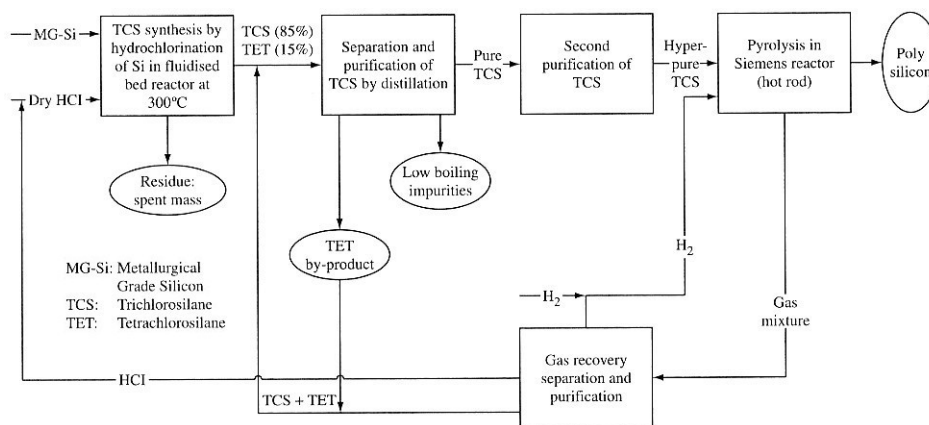 MG-Si
Dry HCl
TCS synthesis by
hydrochlorination
of Si in fluidised
bed reactor at
300°C
TCS (85%)
TET (15%)
Separation and
purification of
TCS by distillation
Pure
TCS
Second
purification of
TCS
Hyper-
pure
TCS
Pyrolysis in
Siemens reactor
(hot rod)
Poly
silicon
Residue:
spent mass
Low boiling
impurities
TET
by-product
MG-Si: Metallurgical
Grade Silicon
TCS: Trichlorosilane
TET: Tetrachlorosilane
H₂
H₂
Gas
mixture
Gas recovery
separation and
purification
HCl
TCS + TET